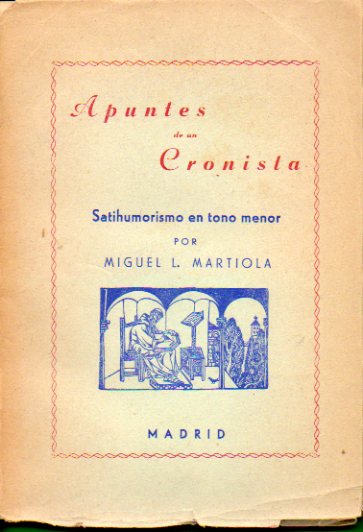 Apuntes
de un
Cronista
Satihumorismo en tono menor
POR
MIGUEL L. MARTIOLA
MADRID